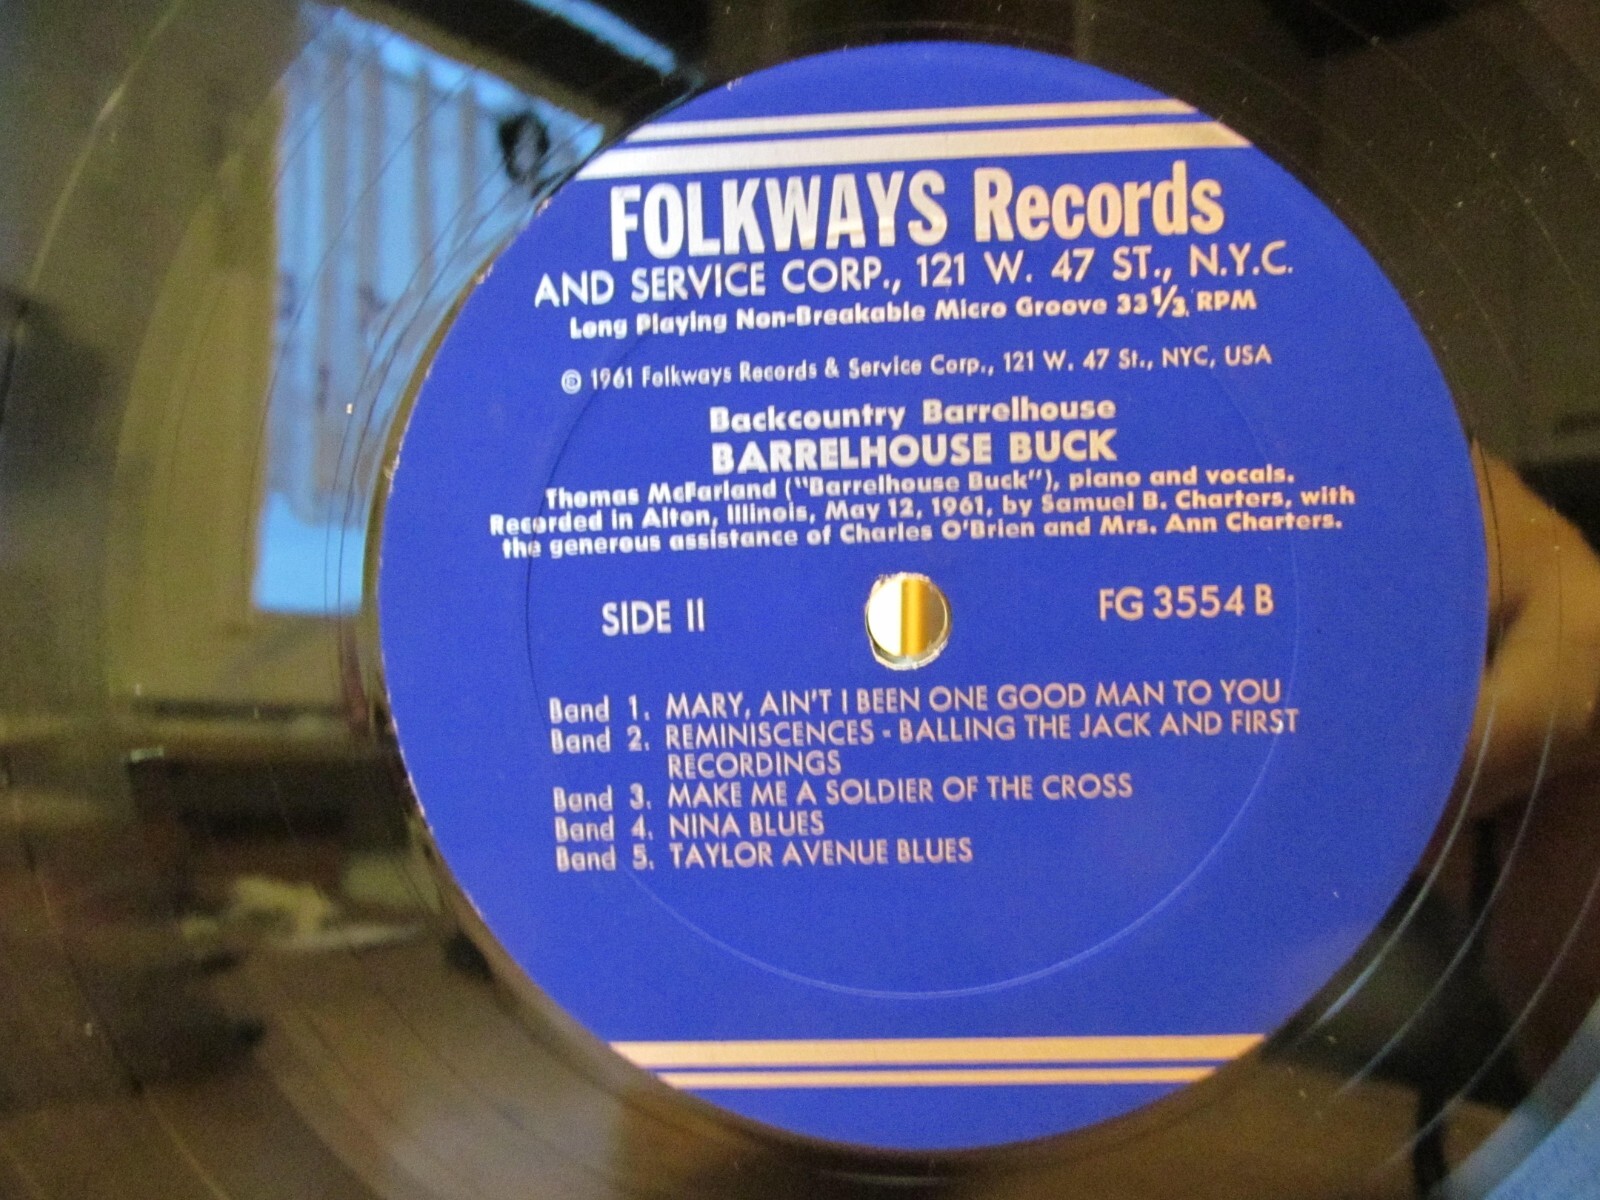 FOLKWAYS Records
AND SERVICE CORP., 121 W. 47 ST., N.Y.C.
Long Playing Non-Breakable Micro Groove 33 1/3 RPM
℗ 1961 Folkways Records & Service Corp., 121 W. 47 St., NYC, USA
Backcountry Barrelhouse
BARRELHOUSE BUCK
Thomas McFarland ("Barrelhouse Buck"), piano and vocals.
Recorded in Alton, Illinois, May 12, 1961, by Samuel B. Charters, with
the generous assistance of Charles O'Brien and Mrs. Ann Charters.
SIDE II FG 3554 B
Band 1. MARY, AIN'T I BEEN ONE GOOD MAN TO YOU
Band 2. REMINISCENCES - BALLING THE JACK AND FIRST
RECORDINGS
Band 3. MAKE ME A SOLDIER OF THE CROSS
Band 4. NINA BLUES
Band 5. TAYLOR AVENUE BLUES